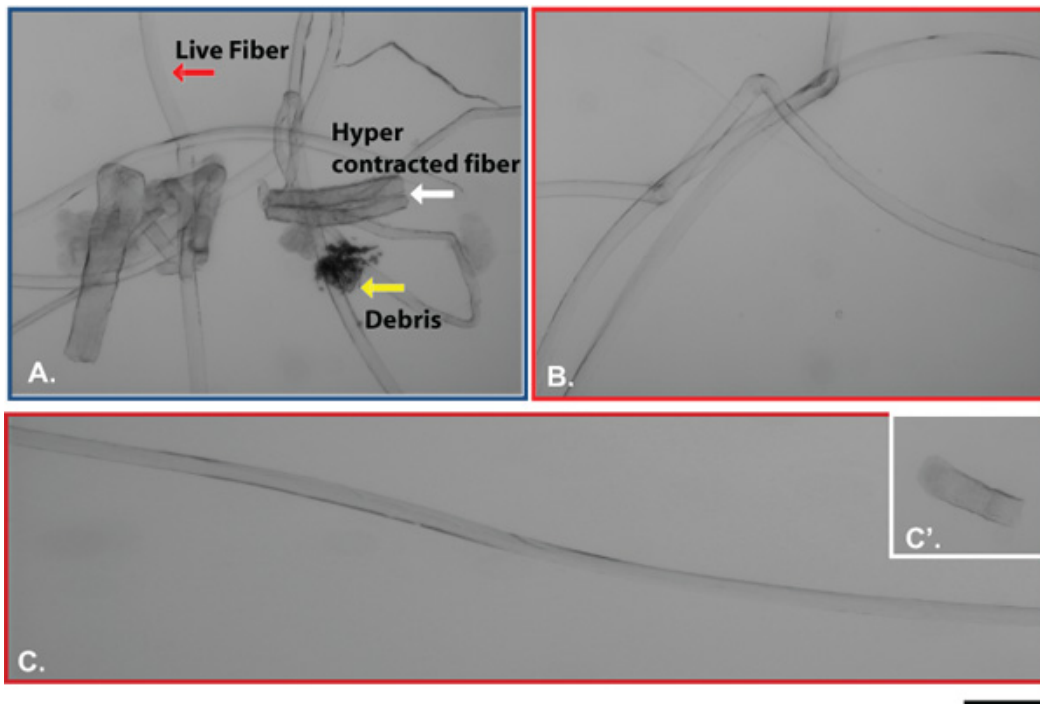 Live Fiber
Hyper
contracted fiber
Debris
A.
B.
C'.
C.